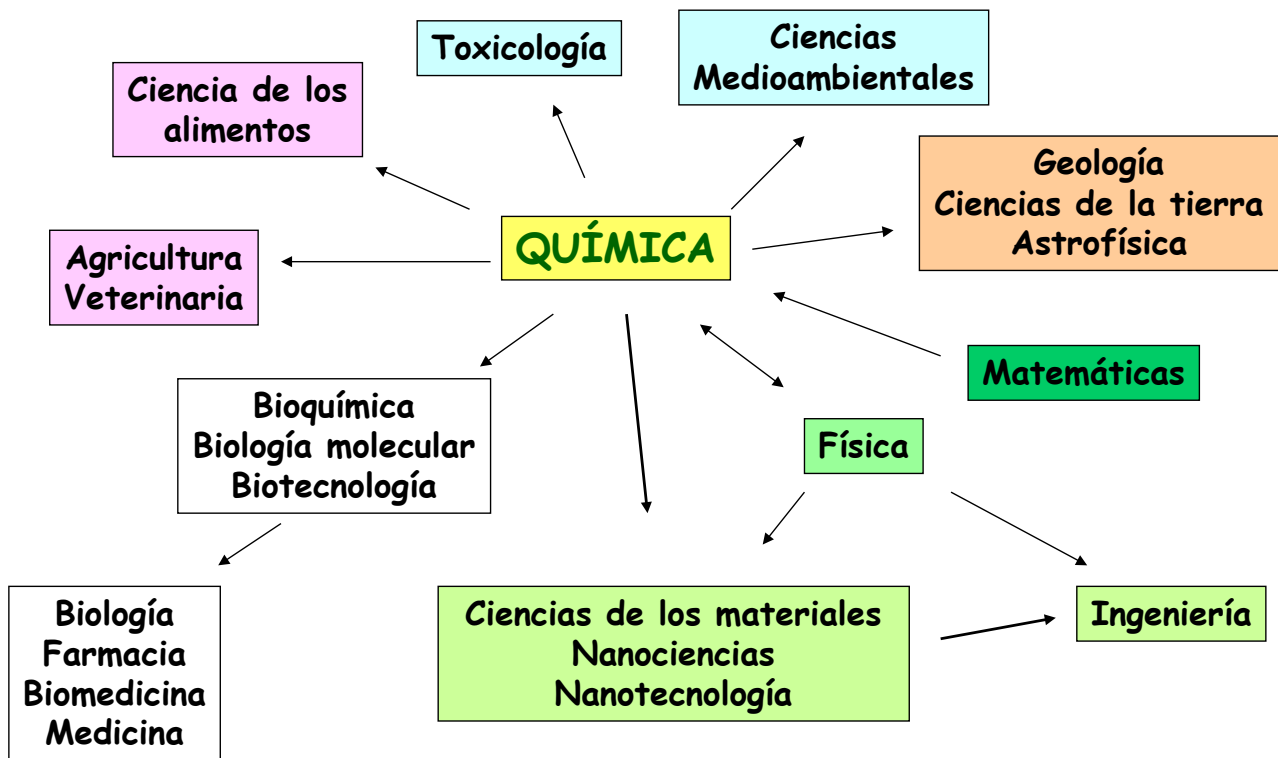 Toxicología
Ciencias
Medioambientales
Ciencia de los
alimentos
Geología
Ciencias de la tierra
Astrofísica
QUÍMICA
Agricultura
Veterinaria
Matemáticas
Bioquímica
Biología molecular
Biotecnología
Física
Biología
Farmacia
Biomedicina
Medicina
Ciencias de los materiales
Nanociencias
Nanotecnología
Ingeniería